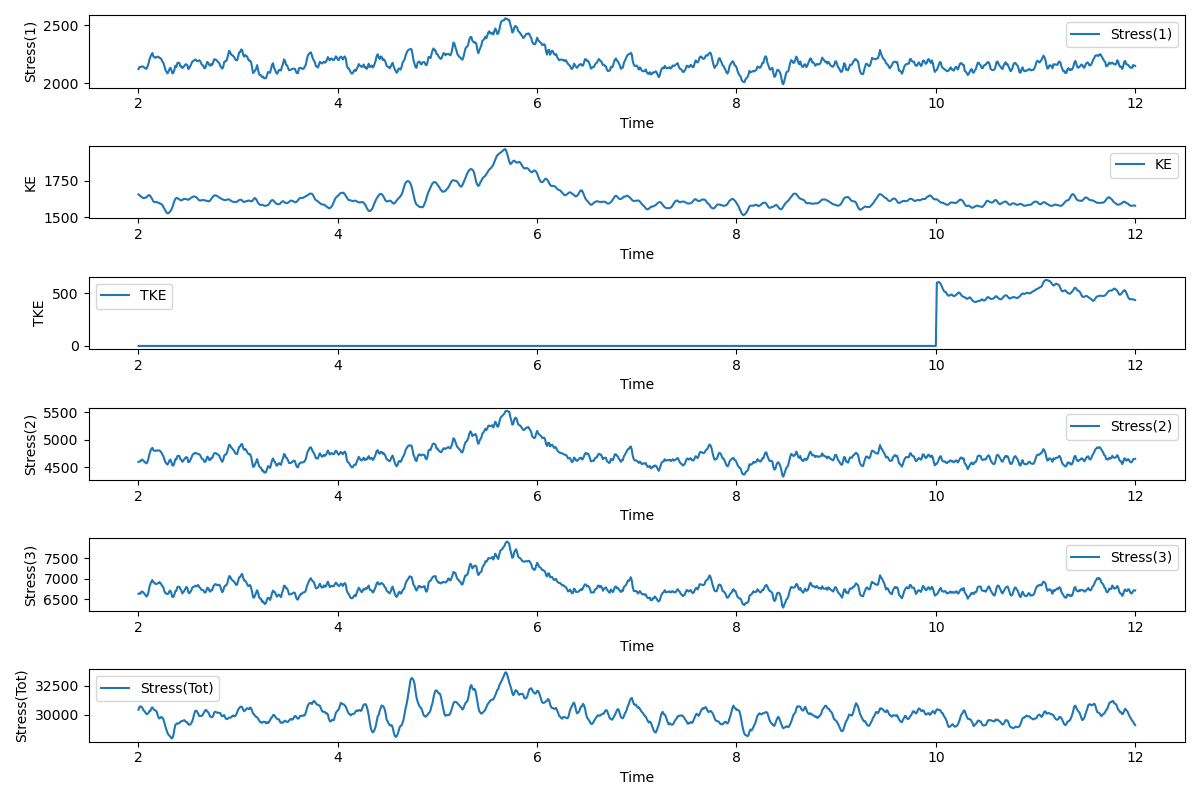 Stress(1)
2500
2000
Stress(1)
2 4 6 8 10 12
Time
KE
1750
1500
KE
2 4 6 8 10 12
Time
TKE
500
0
TKE
2 4 6 8 10 12
Time
Stress(2)
5500
5000
4500
Stress(2)
2 4 6 8 10 12
Time
Stress(3)
7500
7000
6500
Stress(3)
2 4 6 8 10 12
Time
Stress(Tot)
32500
30000
Stress(Tot)
2 4 6 8 10 12
Time